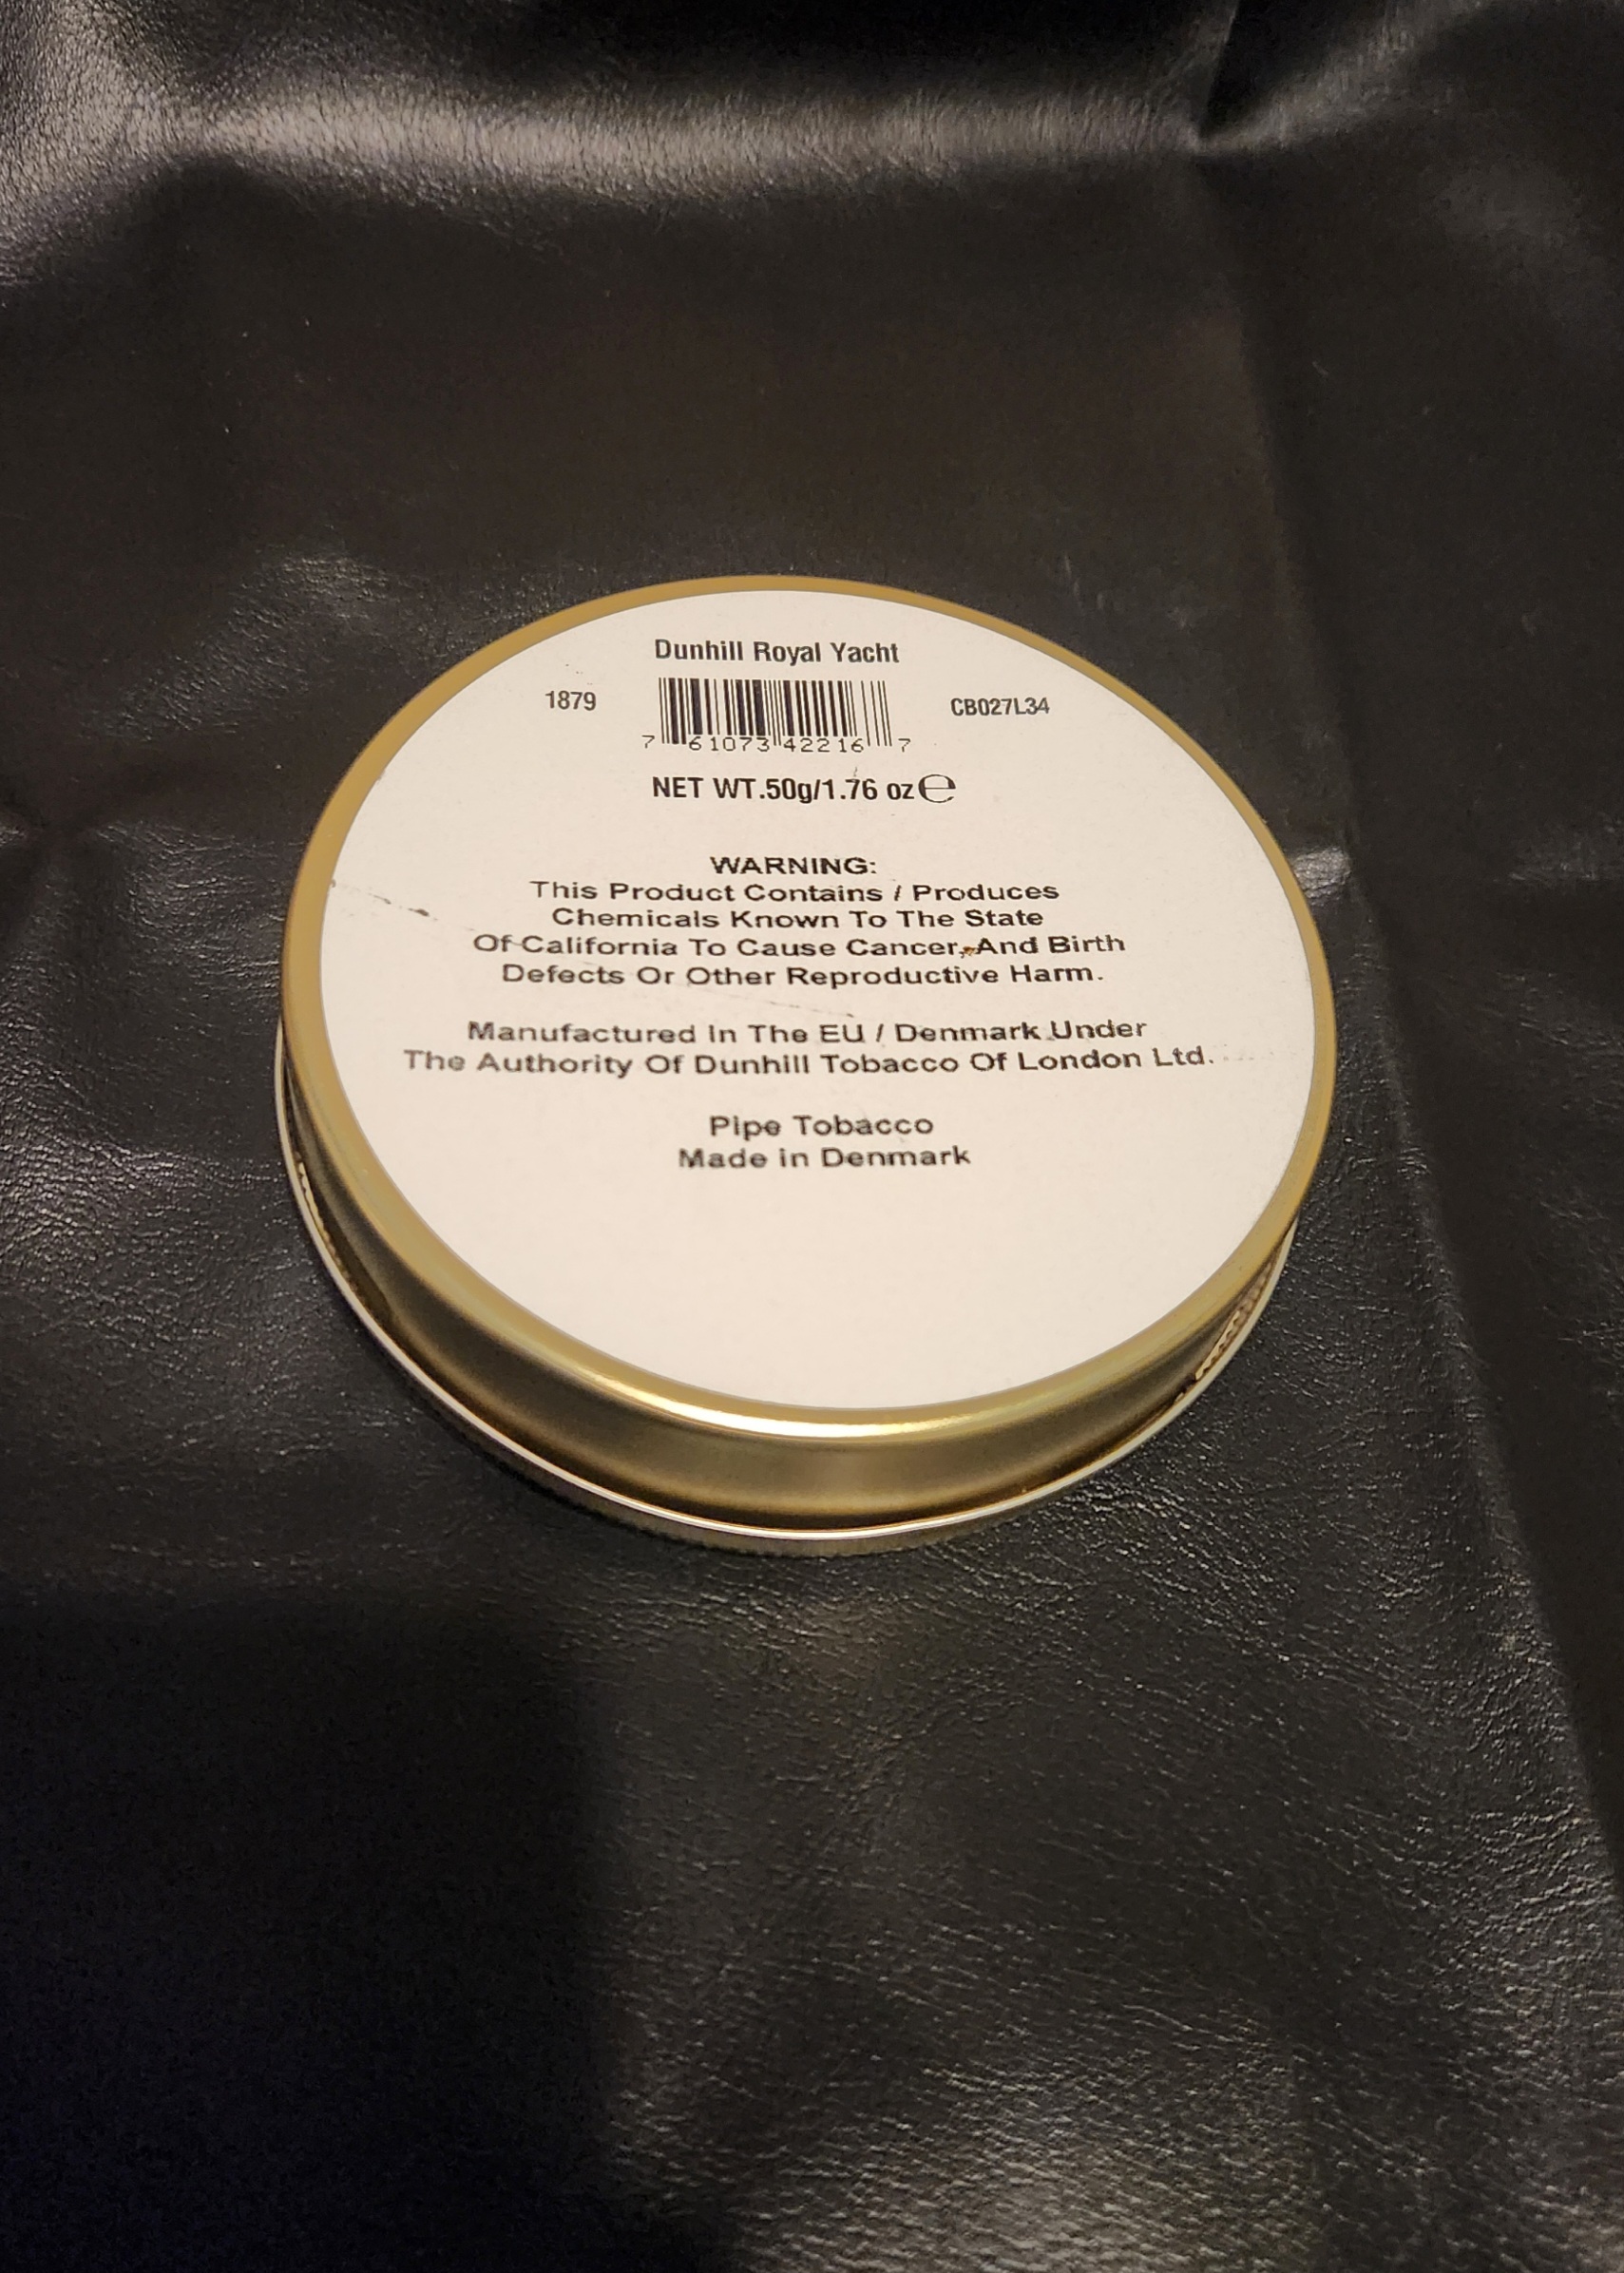 Dunhill Royal Yacht
1879
CB027L34
7 61073 42216 7
NET WT.50g/1.76 oz ℮
WARNING:
This Product Contains / Produces
Chemicals Known To The State
Of California To Cause Cancer, And Birth
Defects Or Other Reproductive Harm.
Manufactured In The EU / Denmark Under
The Authority Of Dunhill Tobacco Of London Ltd.
Pipe Tobacco
Made in Denmark